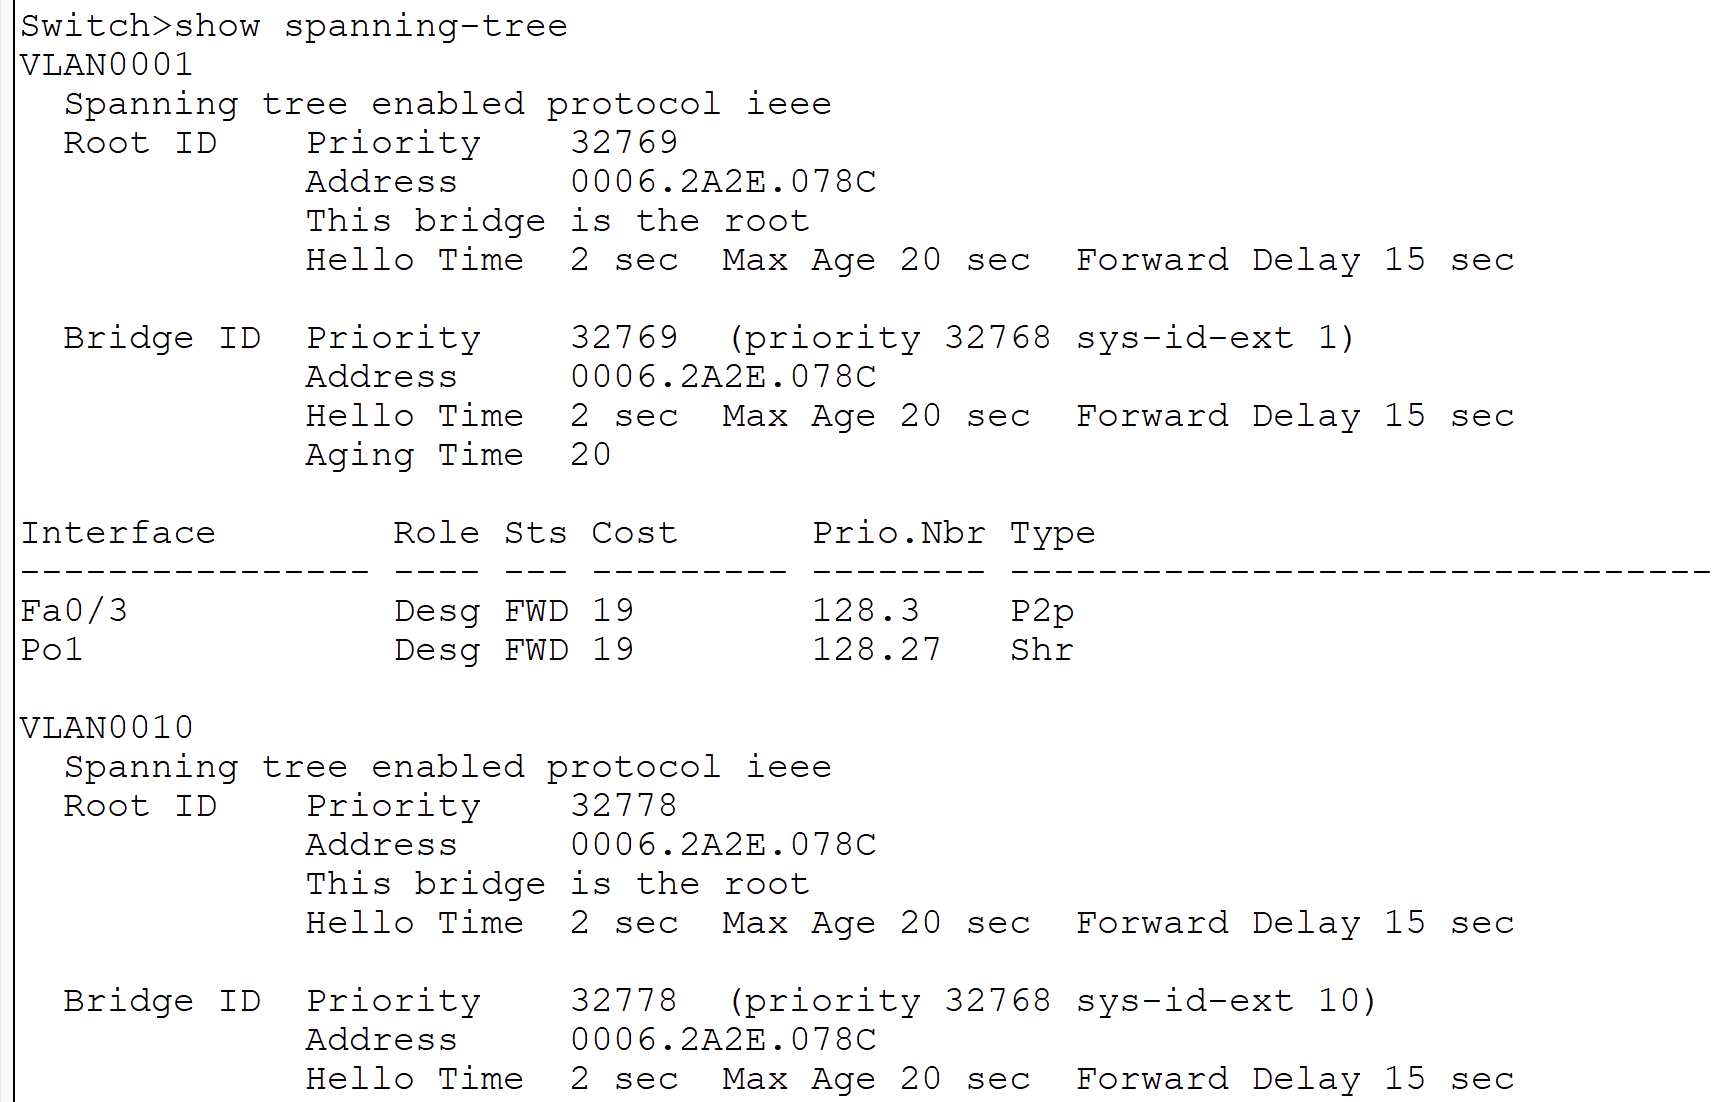 Switch>show spanning-tree
VLAN0001
  Spanning tree enabled protocol ieee
  Root ID    Priority    32769
             Address     0006.2A2E.078C
             This bridge is the root
             Hello Time  2 sec  Max Age 20 sec  Forward Delay 15 sec

  Bridge ID  Priority    32769  (priority 32768 sys-id-ext 1)
             Address     0006.2A2E.078C
             Hello Time  2 sec  Max Age 20 sec  Forward Delay 15 sec
             Aging Time  20

Interface        Role Sts Cost      Prio.Nbr Type
---------------- ---- --- --------- -------- --------------------------------
Fa0/3            Desg FWD 19        128.3    P2p
Po1              Desg FWD 19        128.27   Shr

VLAN0010
  Spanning tree enabled protocol ieee
  Root ID    Priority    32778
             Address     0006.2A2E.078C
             This bridge is the root
             Hello Time  2 sec  Max Age 20 sec  Forward Delay 15 sec

  Bridge ID  Priority    32778  (priority 32768 sys-id-ext 10)
             Address     0006.2A2E.078C
             Hello Time  2 sec  Max Age 20 sec  Forward Delay 15 sec